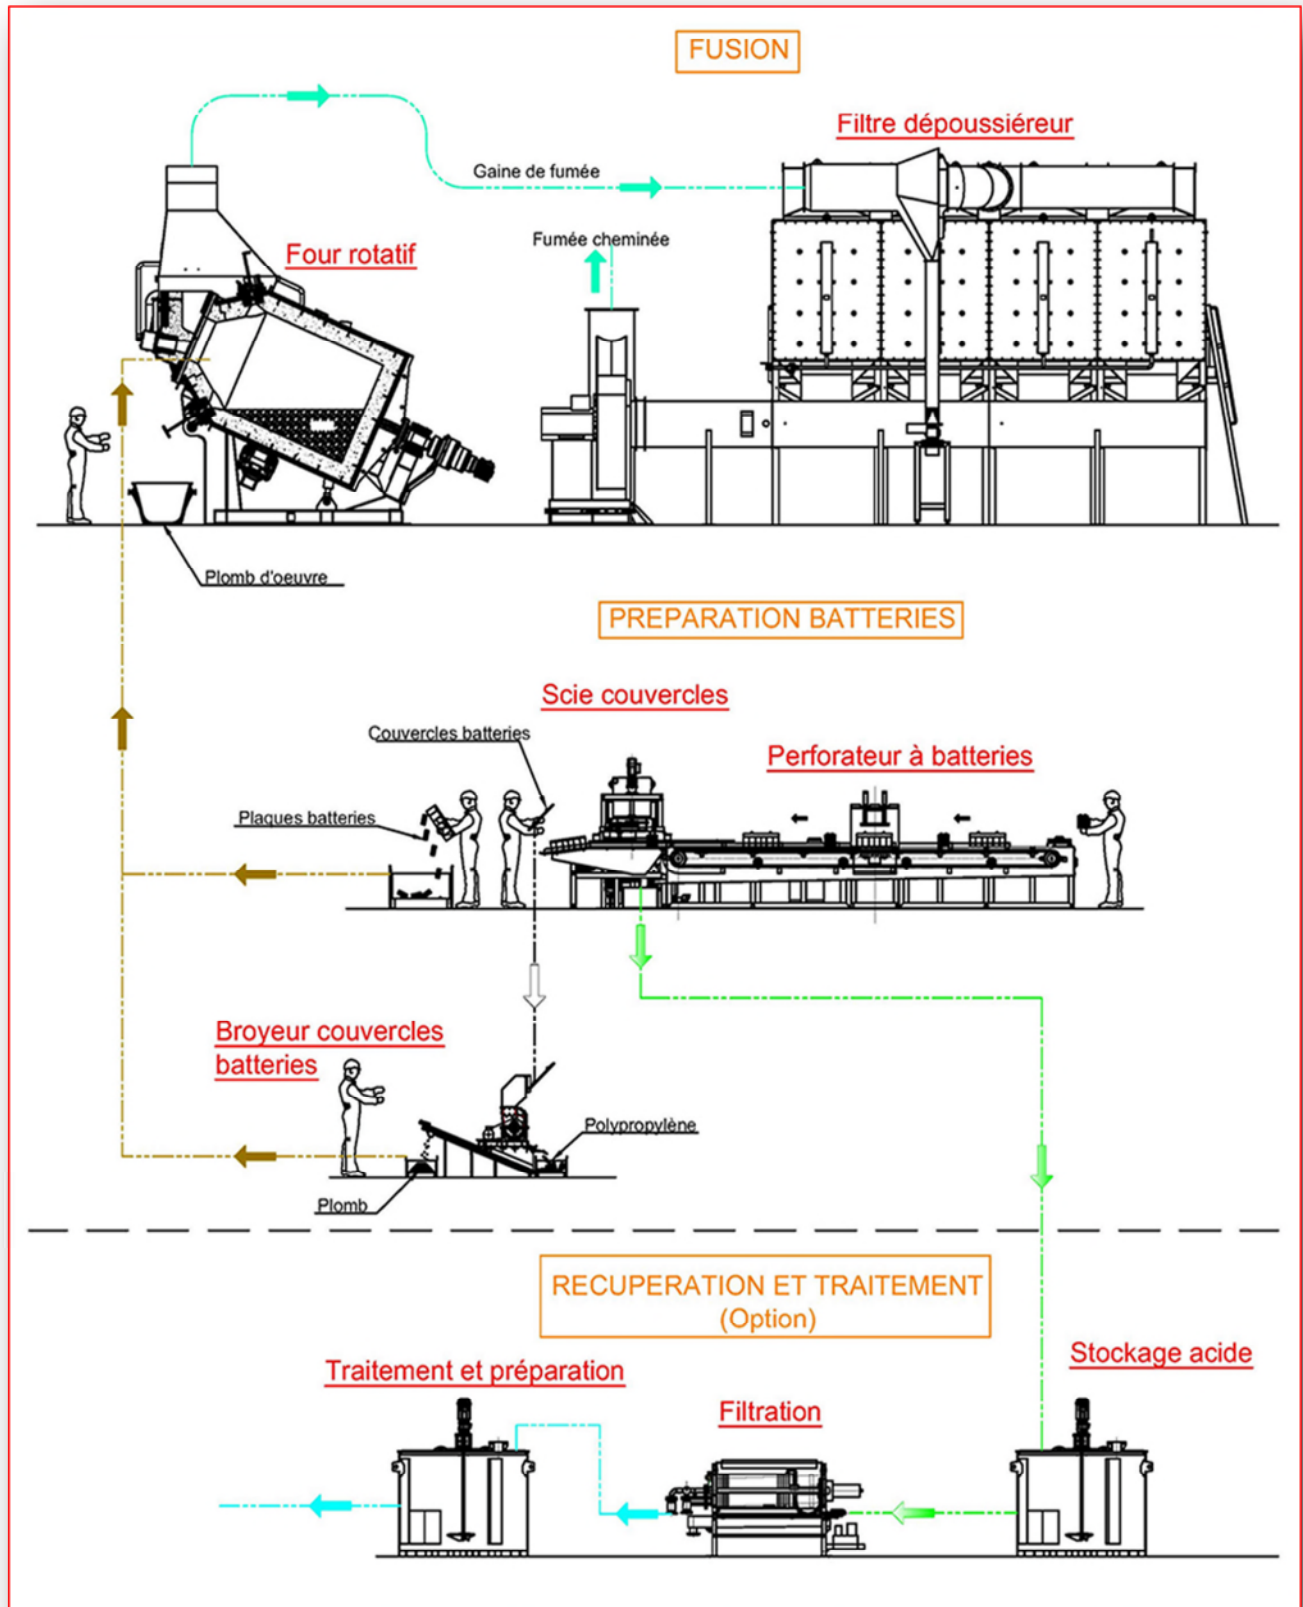 FUSION
Filtre dépoussiéreur
Gaine de fumée
Four rotatif
Fumée cheminée
Plomb d'oeuvre
PREPARATION BATTERIES
Scie couvercles
Couvercles batteries
Perforateur à batteries
Plaques batteries
Broyeur couvercles
batteries
Polypropylène
Plomb
RECUPERATION ET TRAITEMENT
(Option)
Stockage acide
Traitement et préparation
Filtration